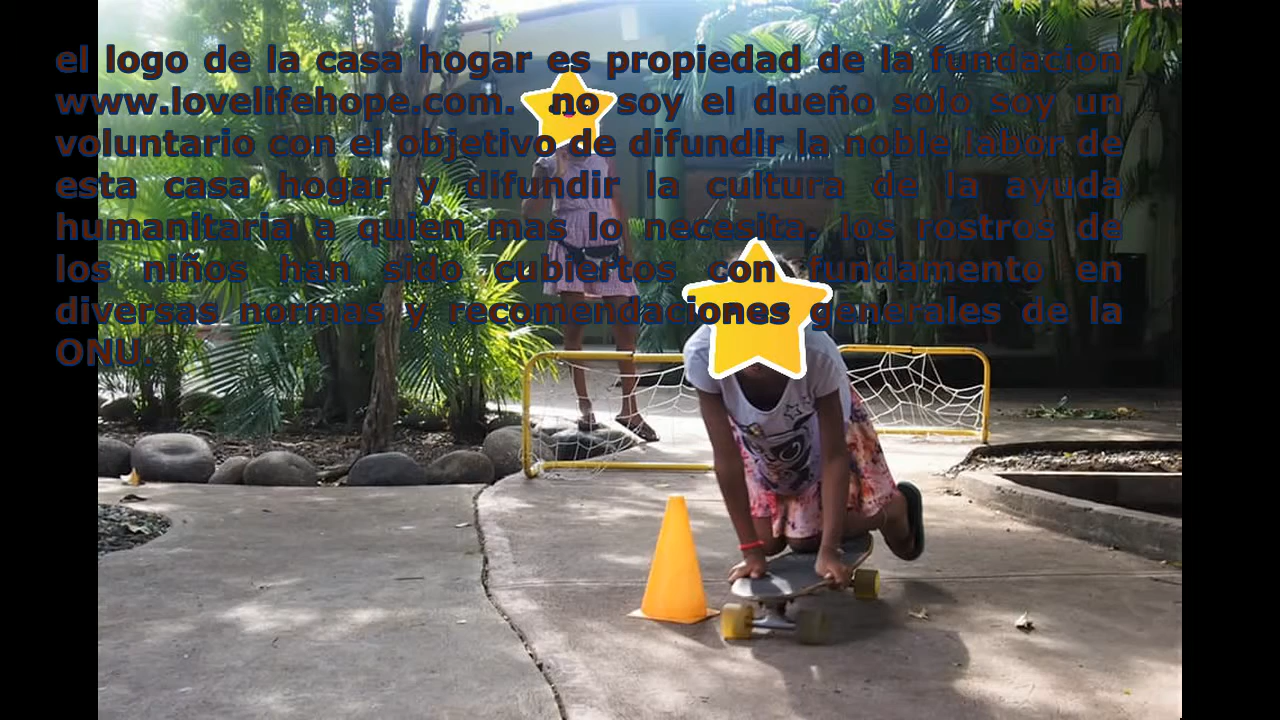 el logo de la casa hogar es propiedad de la fundacion
www.lovelifehope.com. no soy el dueño solo soy un
voluntario con el objetivo de difundir la noble labor de
esta casa hogar y difundir la cultura de la ayuda
humanitaria a quien mas lo necesita. los rostros de
los niños han sido cubiertos con fundamento en
diversas normas y recomendaciones generales de la
ONU.